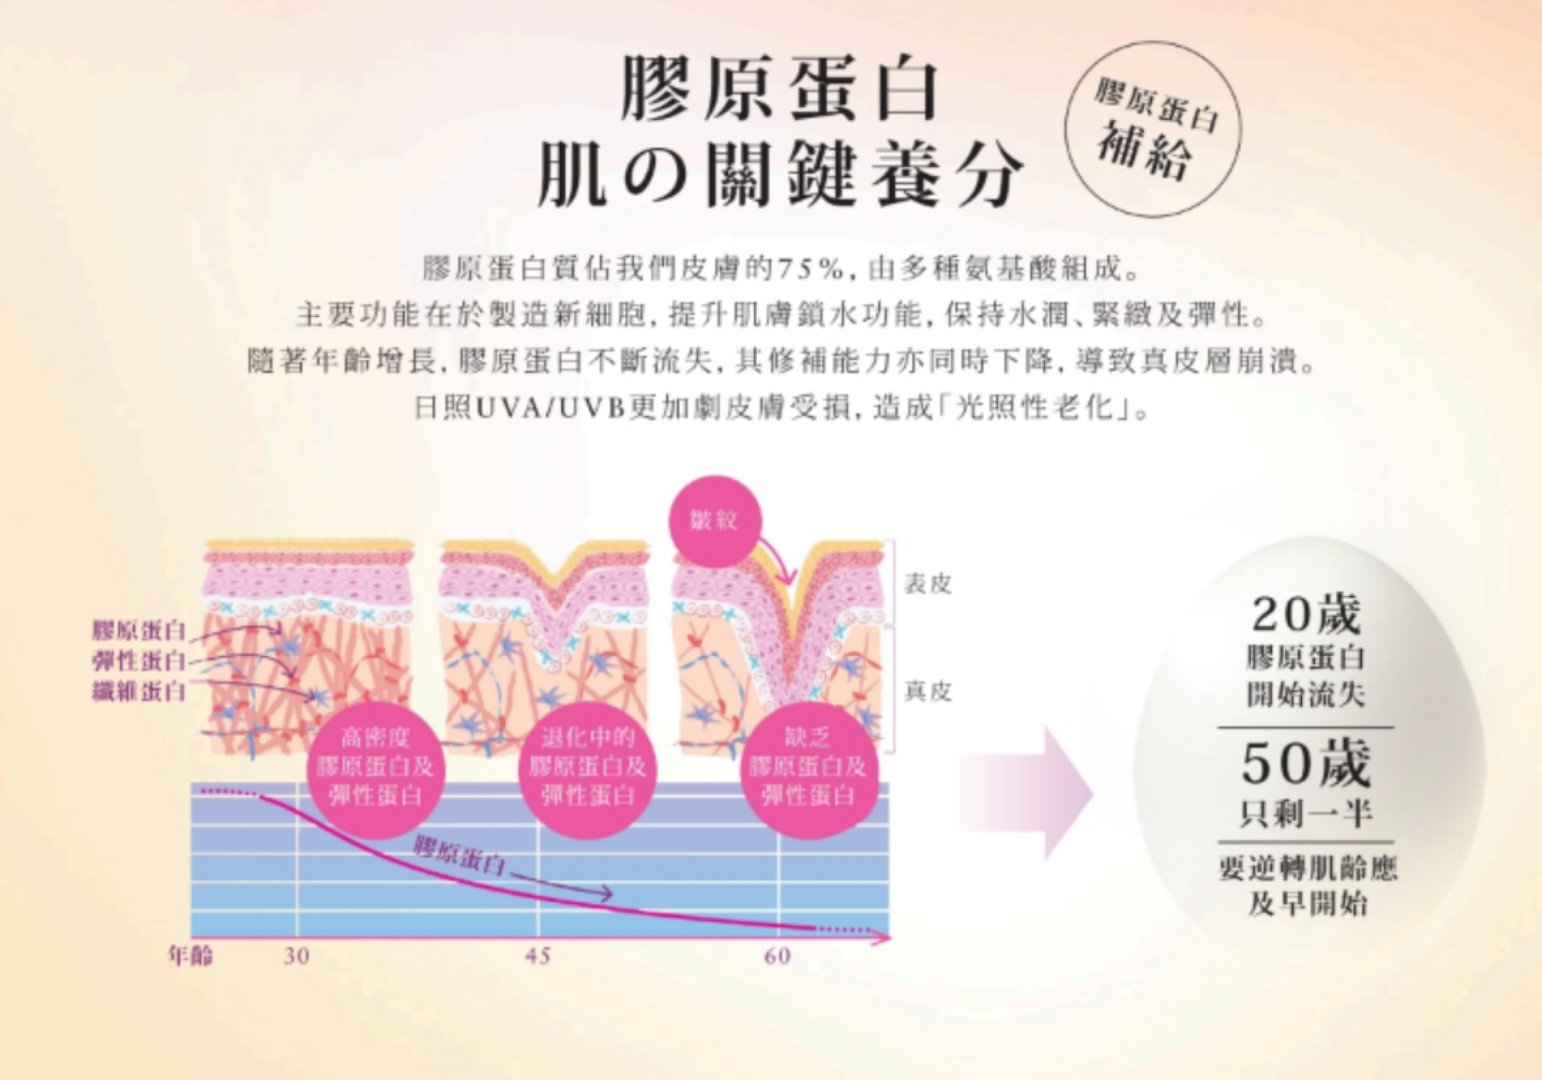 膠原蛋白
肌の關鍵養分
膠原蛋白
補給
膠原蛋白質佔我們皮膚的75%,由多種氨基酸組成。
主要功能在於製造新細胞,提升肌膚鎖水功能,保持水潤、緊緻及彈性。
隨著年齡增長,膠原蛋白不斷流失,其修補能力亦同時下降,導致真皮層崩潰。
日照UVA/UVB更加劇皮膚受損,造成「光照性老化」。
皺紋
表皮
真皮
膠原蛋白
彈性蛋白
纖維蛋白
高密度
膠原蛋白及
彈性蛋白
退化中的
膠原蛋白及
彈性蛋白
缺乏
膠原蛋白及
彈性蛋白
膠原蛋白
年齡 30 45 60
20歲
膠原蛋白
開始流失
50歲
只剩一半
要逆轉肌齡應
及早開始